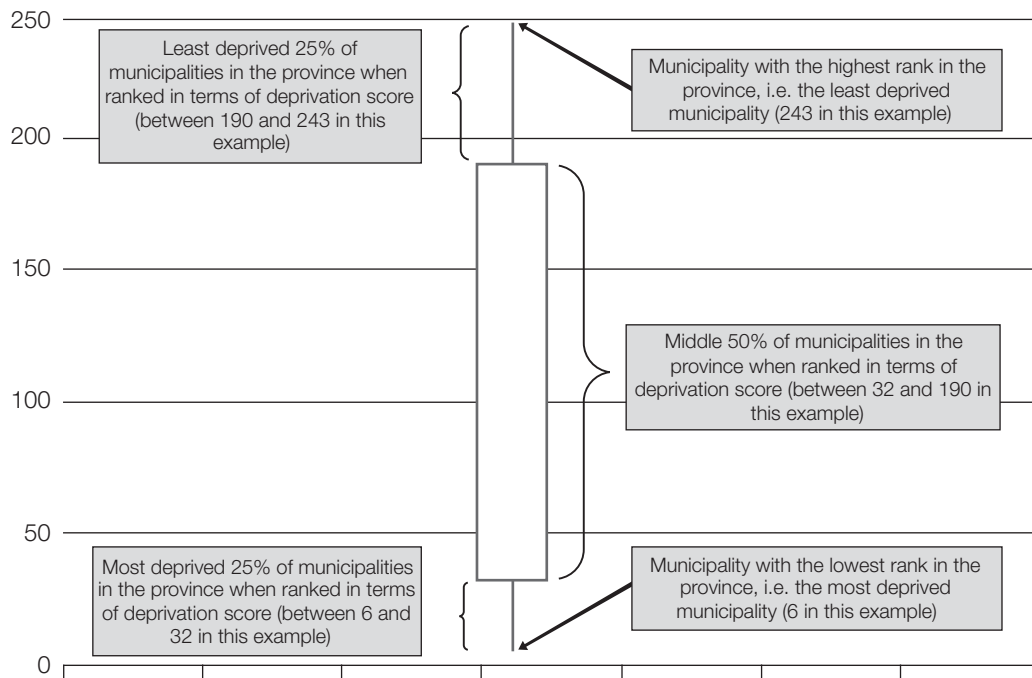 250
Least deprived 25% of
municipalities in the province when
ranked in terms of deprivation score
(between 190 and 243 in this
example)
Municipality with the highest rank in the
province, i.e. the least deprived
municipality (243 in this example)
200
150
Middle 50% of municipalities in the
province when ranked in terms of
deprivation score (between 32 and 190 in
this example)
100
50
Most deprived 25% of municipalities
in the province when ranked in terms
of deprivation score (between 6 and
32 in this example)
Municipality with the lowest rank in the
province, i.e. the most deprived
municipality (6 in this example)
0